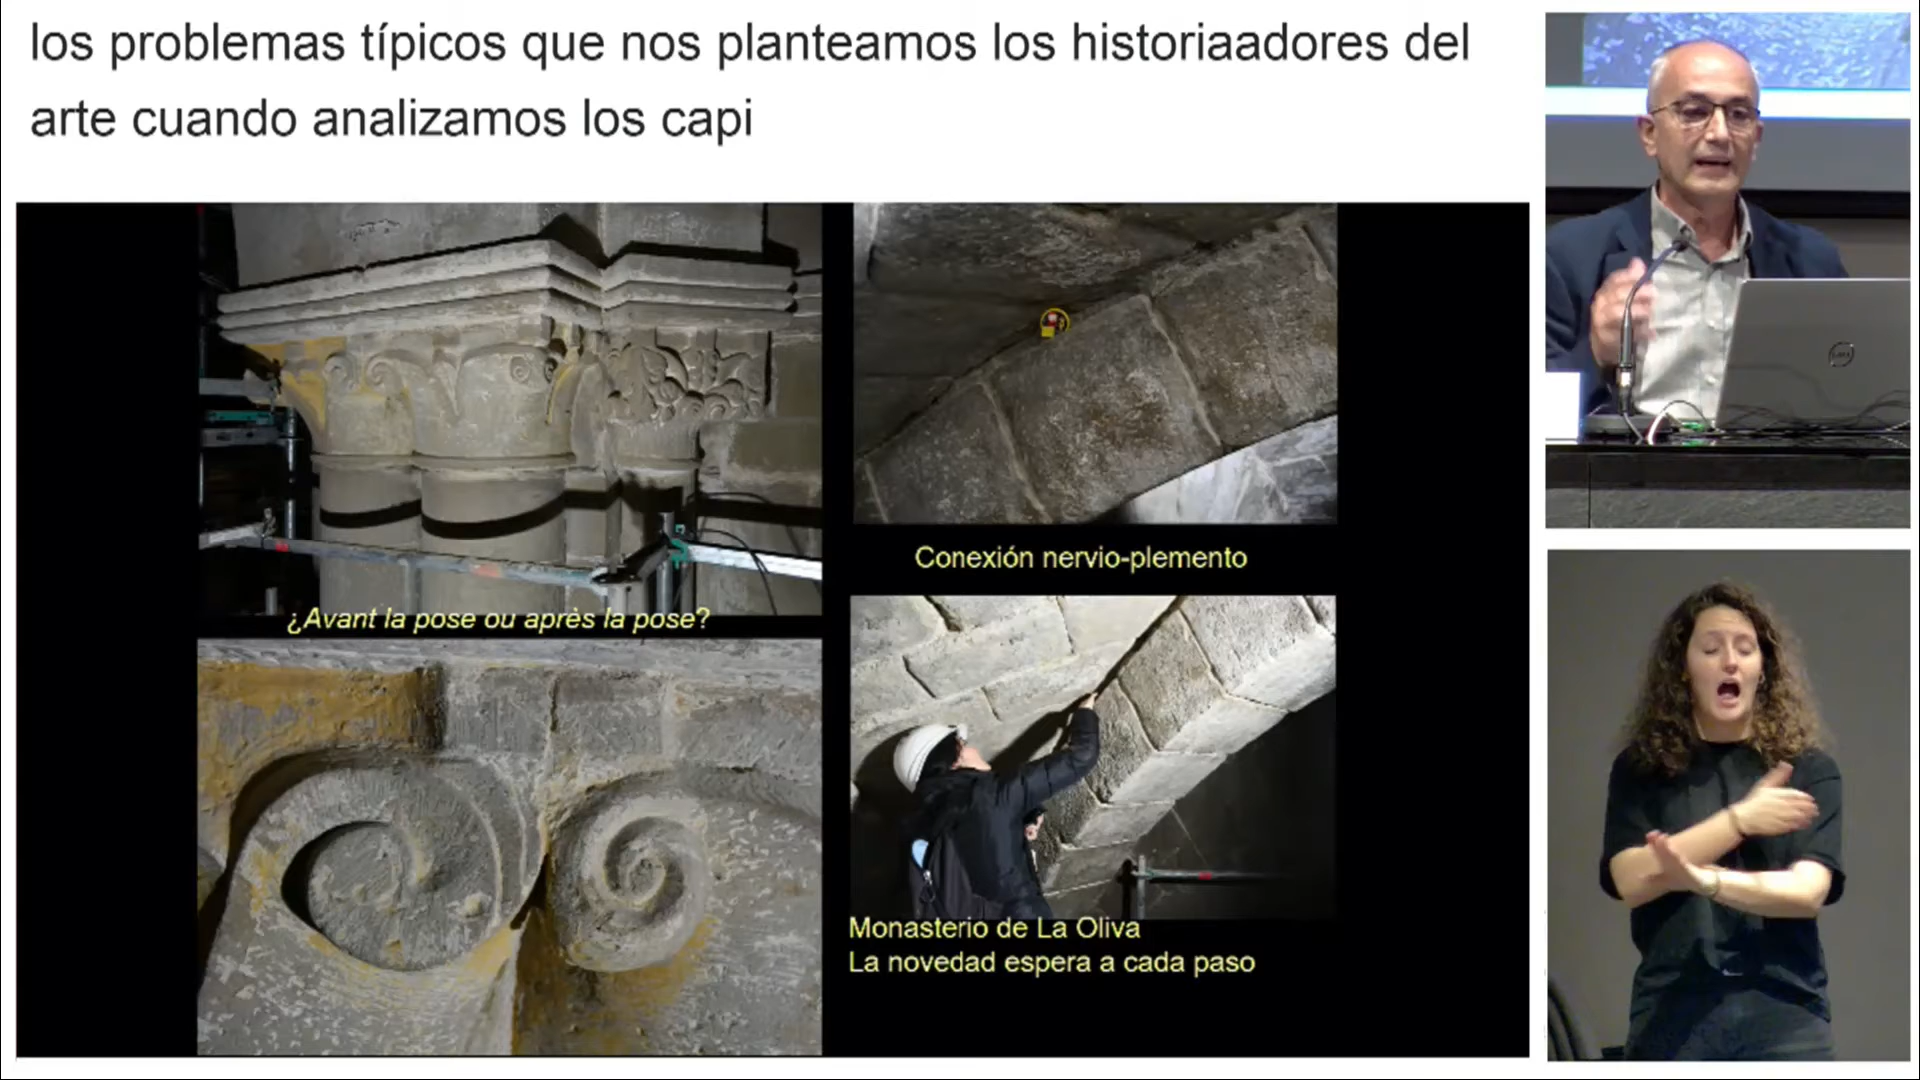 los problemas típicos que nos planteamos los historiaadores del
arte cuando analizamos los capi
¿Avant la pose ou après la pose?
Conexión nervio-plemento
Monasterio de La Oliva
La novedad espera a cada paso
DELL